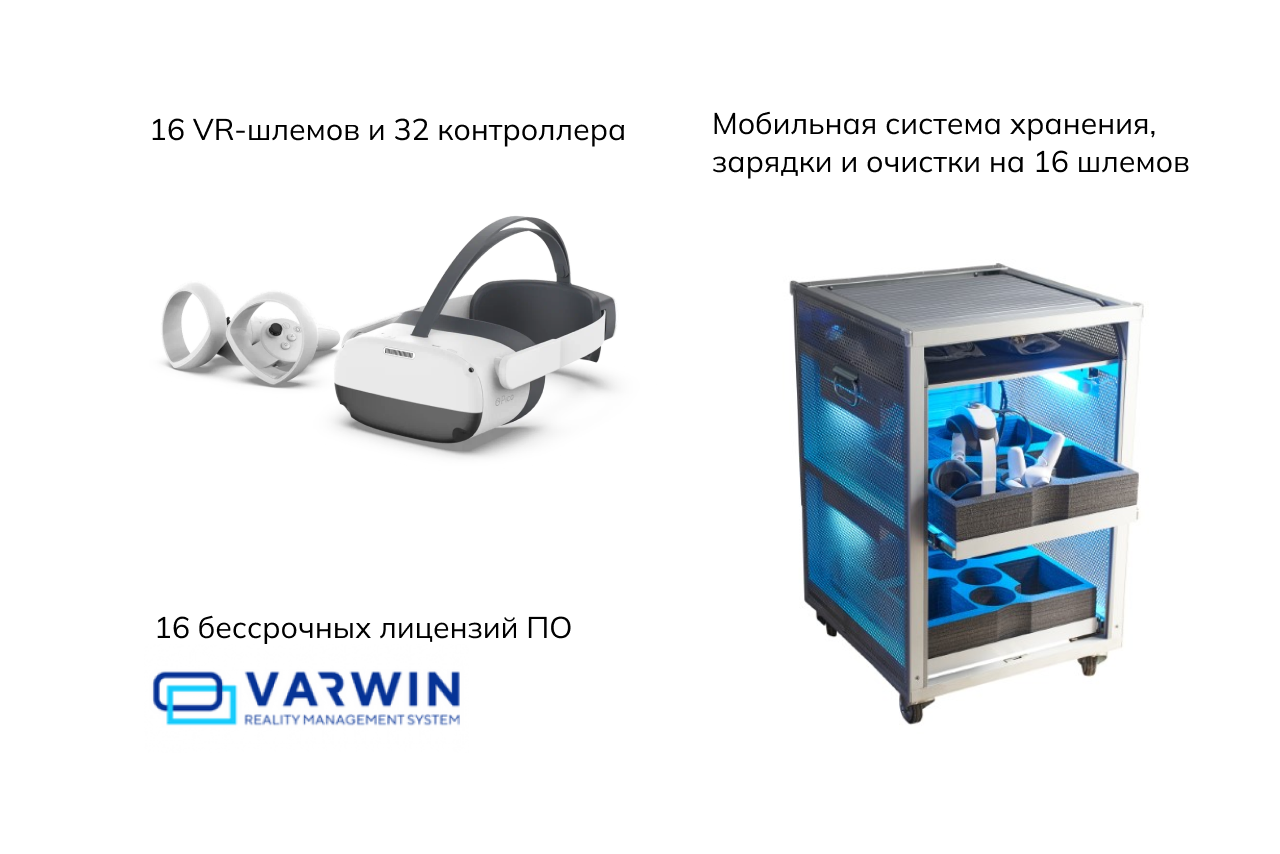 16 VR-шлемов и 32 контроллера
Мобильная система хранения,
зарядки и очистки на 16 шлемов
16 бессрочных лицензий ПО
VARWIN
REALITY MANAGEMENT SYSTEM